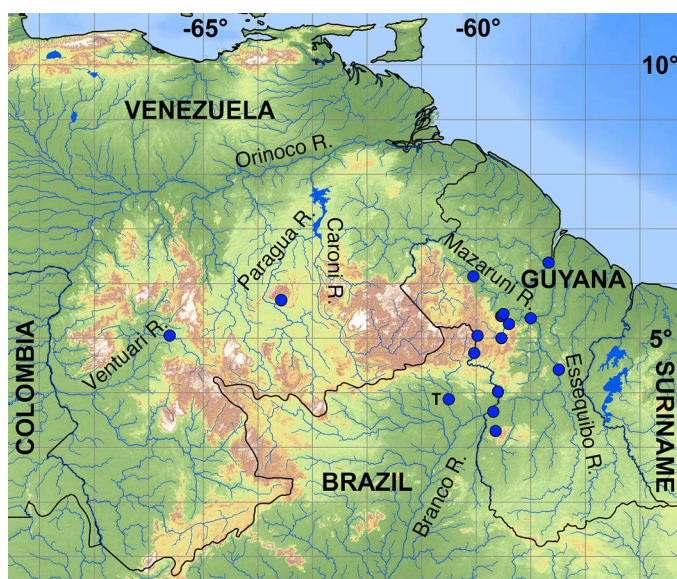 -65° -60°
10°
VENEZUELA
Orinoco R.
Paragua R.
Caroni R.
Mazaruni R.
GUYANA
Ventuari R.
5°
COLOMBIA
Essequibo R.
SURINAME
T
BRAZIL
Branco R.